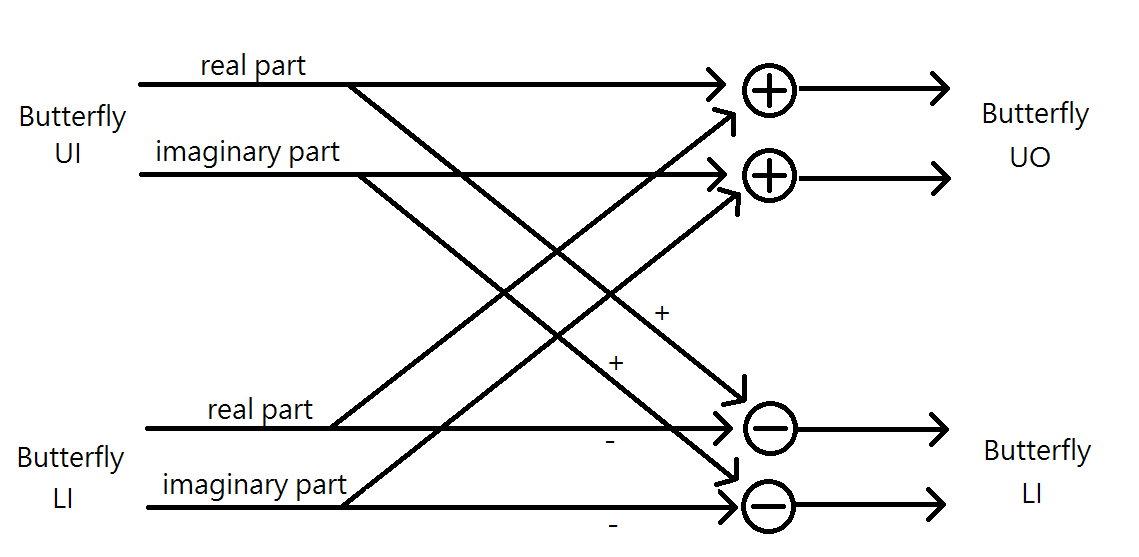 real part
Butterfly
UI
imaginary part
Butterfly
UO
+
+
real part
-
Butterfly
LI
imaginary part
-
Butterfly
LI